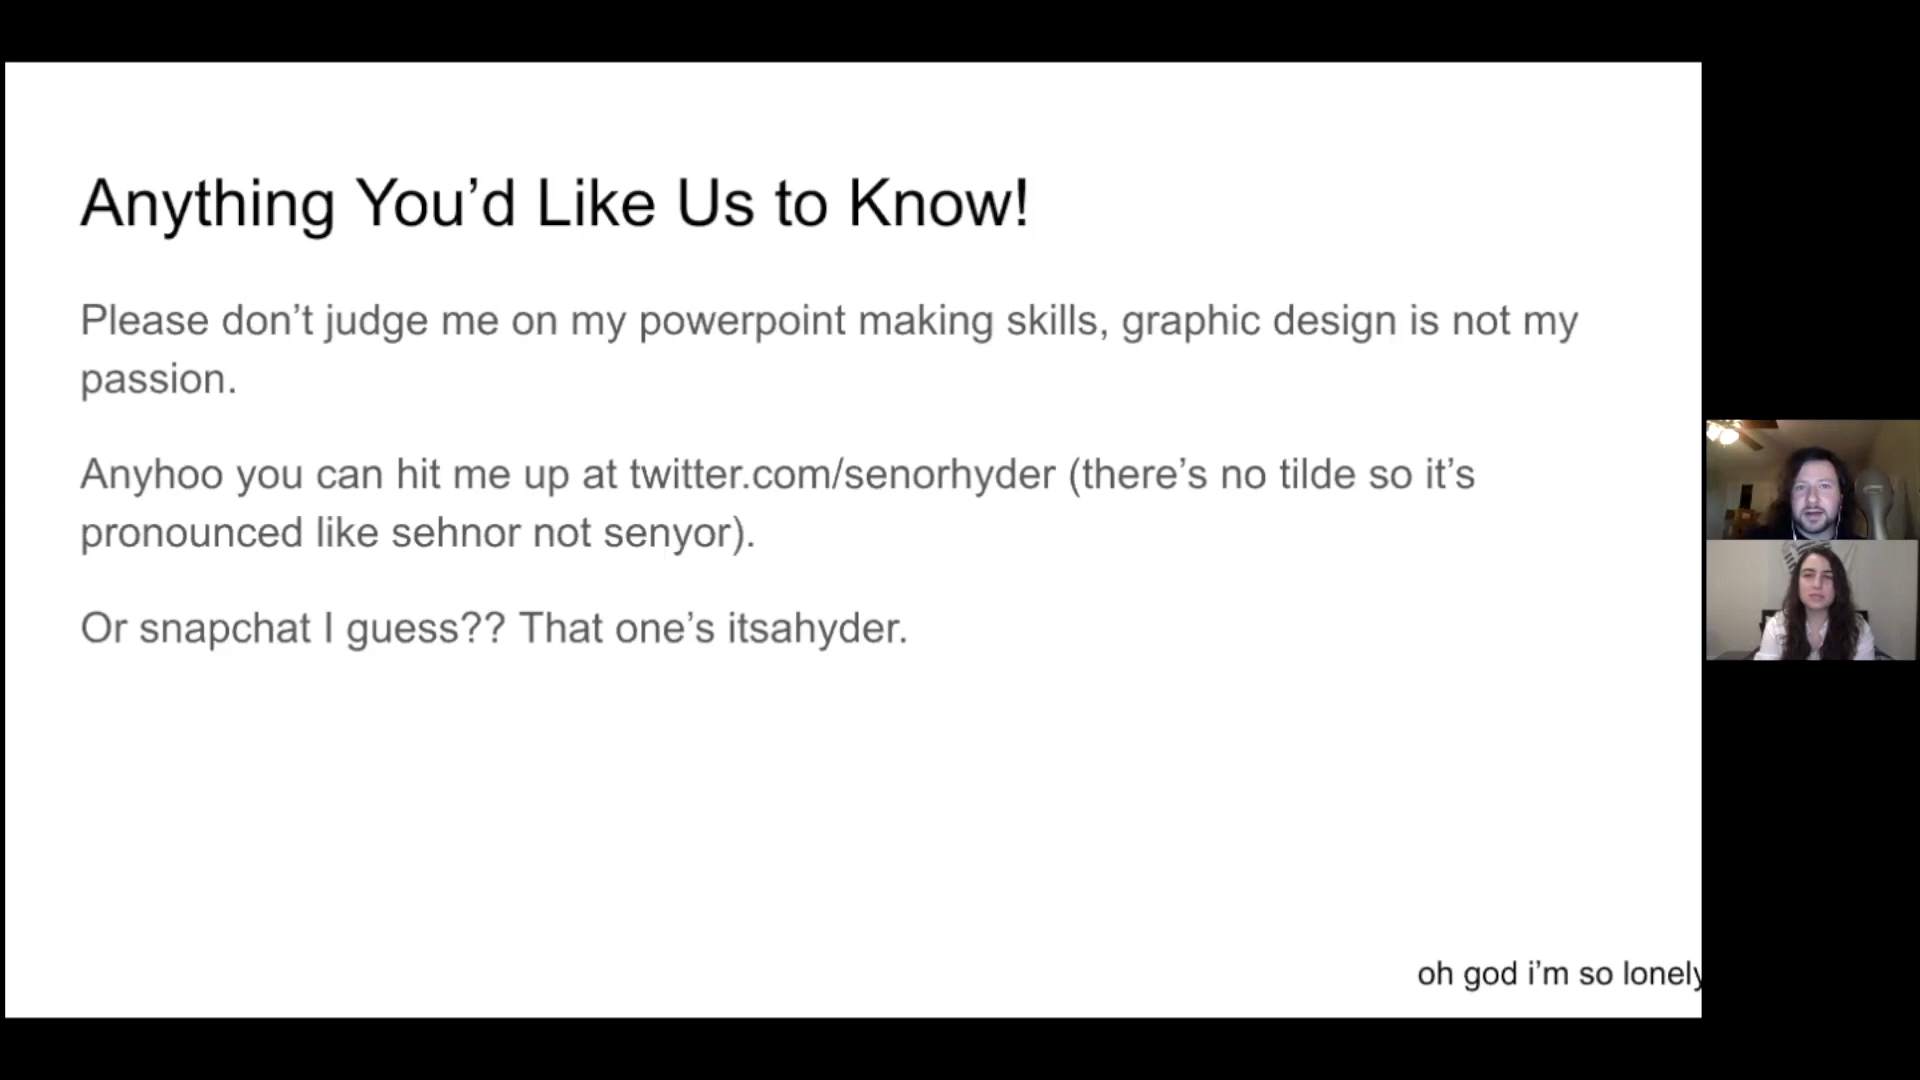 Anything You’d Like Us to Know!
Please don’t judge me on my powerpoint making skills, graphic design is not my
passion.
Anyhoo you can hit me up at twitter.com/senorhyder (there’s no tilde so it’s
pronounced like sehnor not senyor).
Or snapchat I guess?? That one’s itsahyder.
oh god i’m so lonely